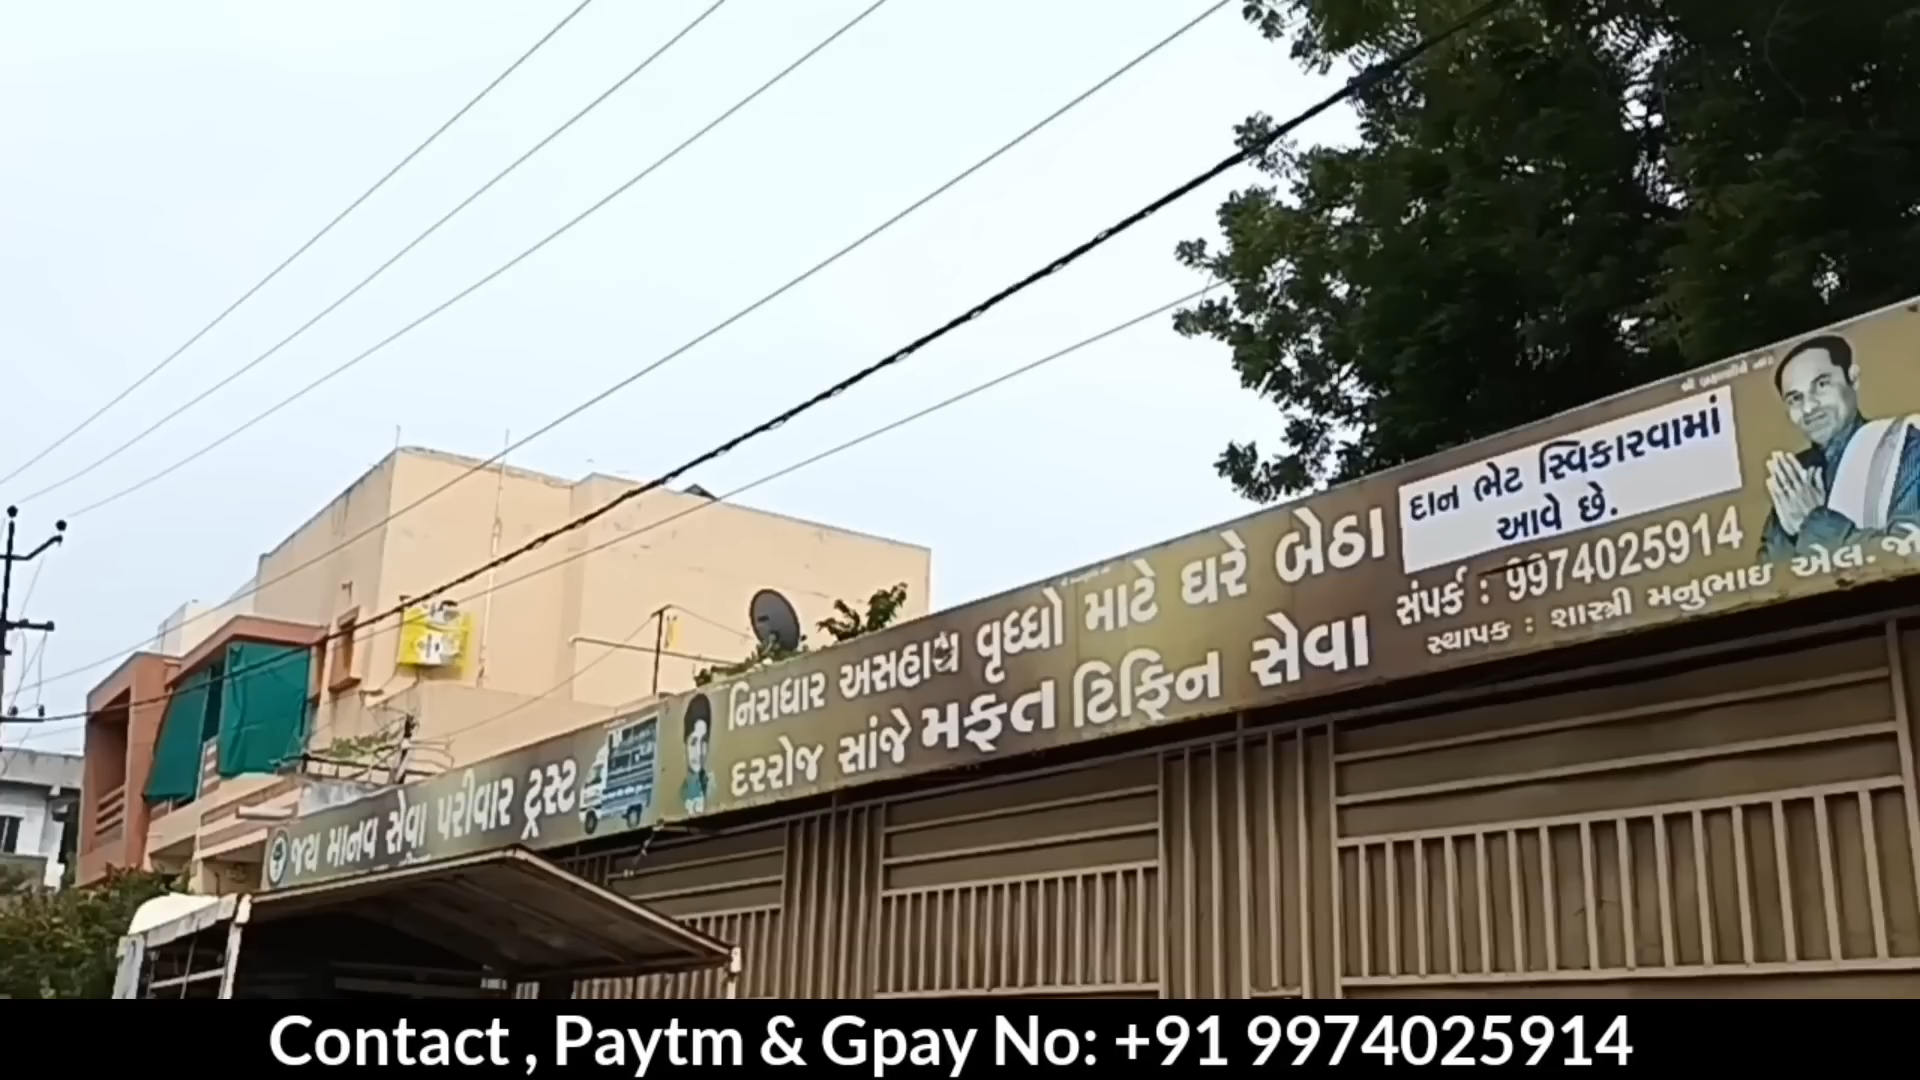 જય માનવ સેવા પરીવાર ટ્રસ્ટ
નિરાધાર અસહાય વૃધ્ધો માટે ઘરે બેઠા
દરરોજ સાંજે મફત ટિફિન સેવા
દાન ભેટ સ્વિકારવામાં
આવે છે.
સંપર્ક : 9974025914
સ્થાપક : શાસ્ત્રી મનુભાઇ એલ.
Contact , Paytm & Gpay No: +91 9974025914